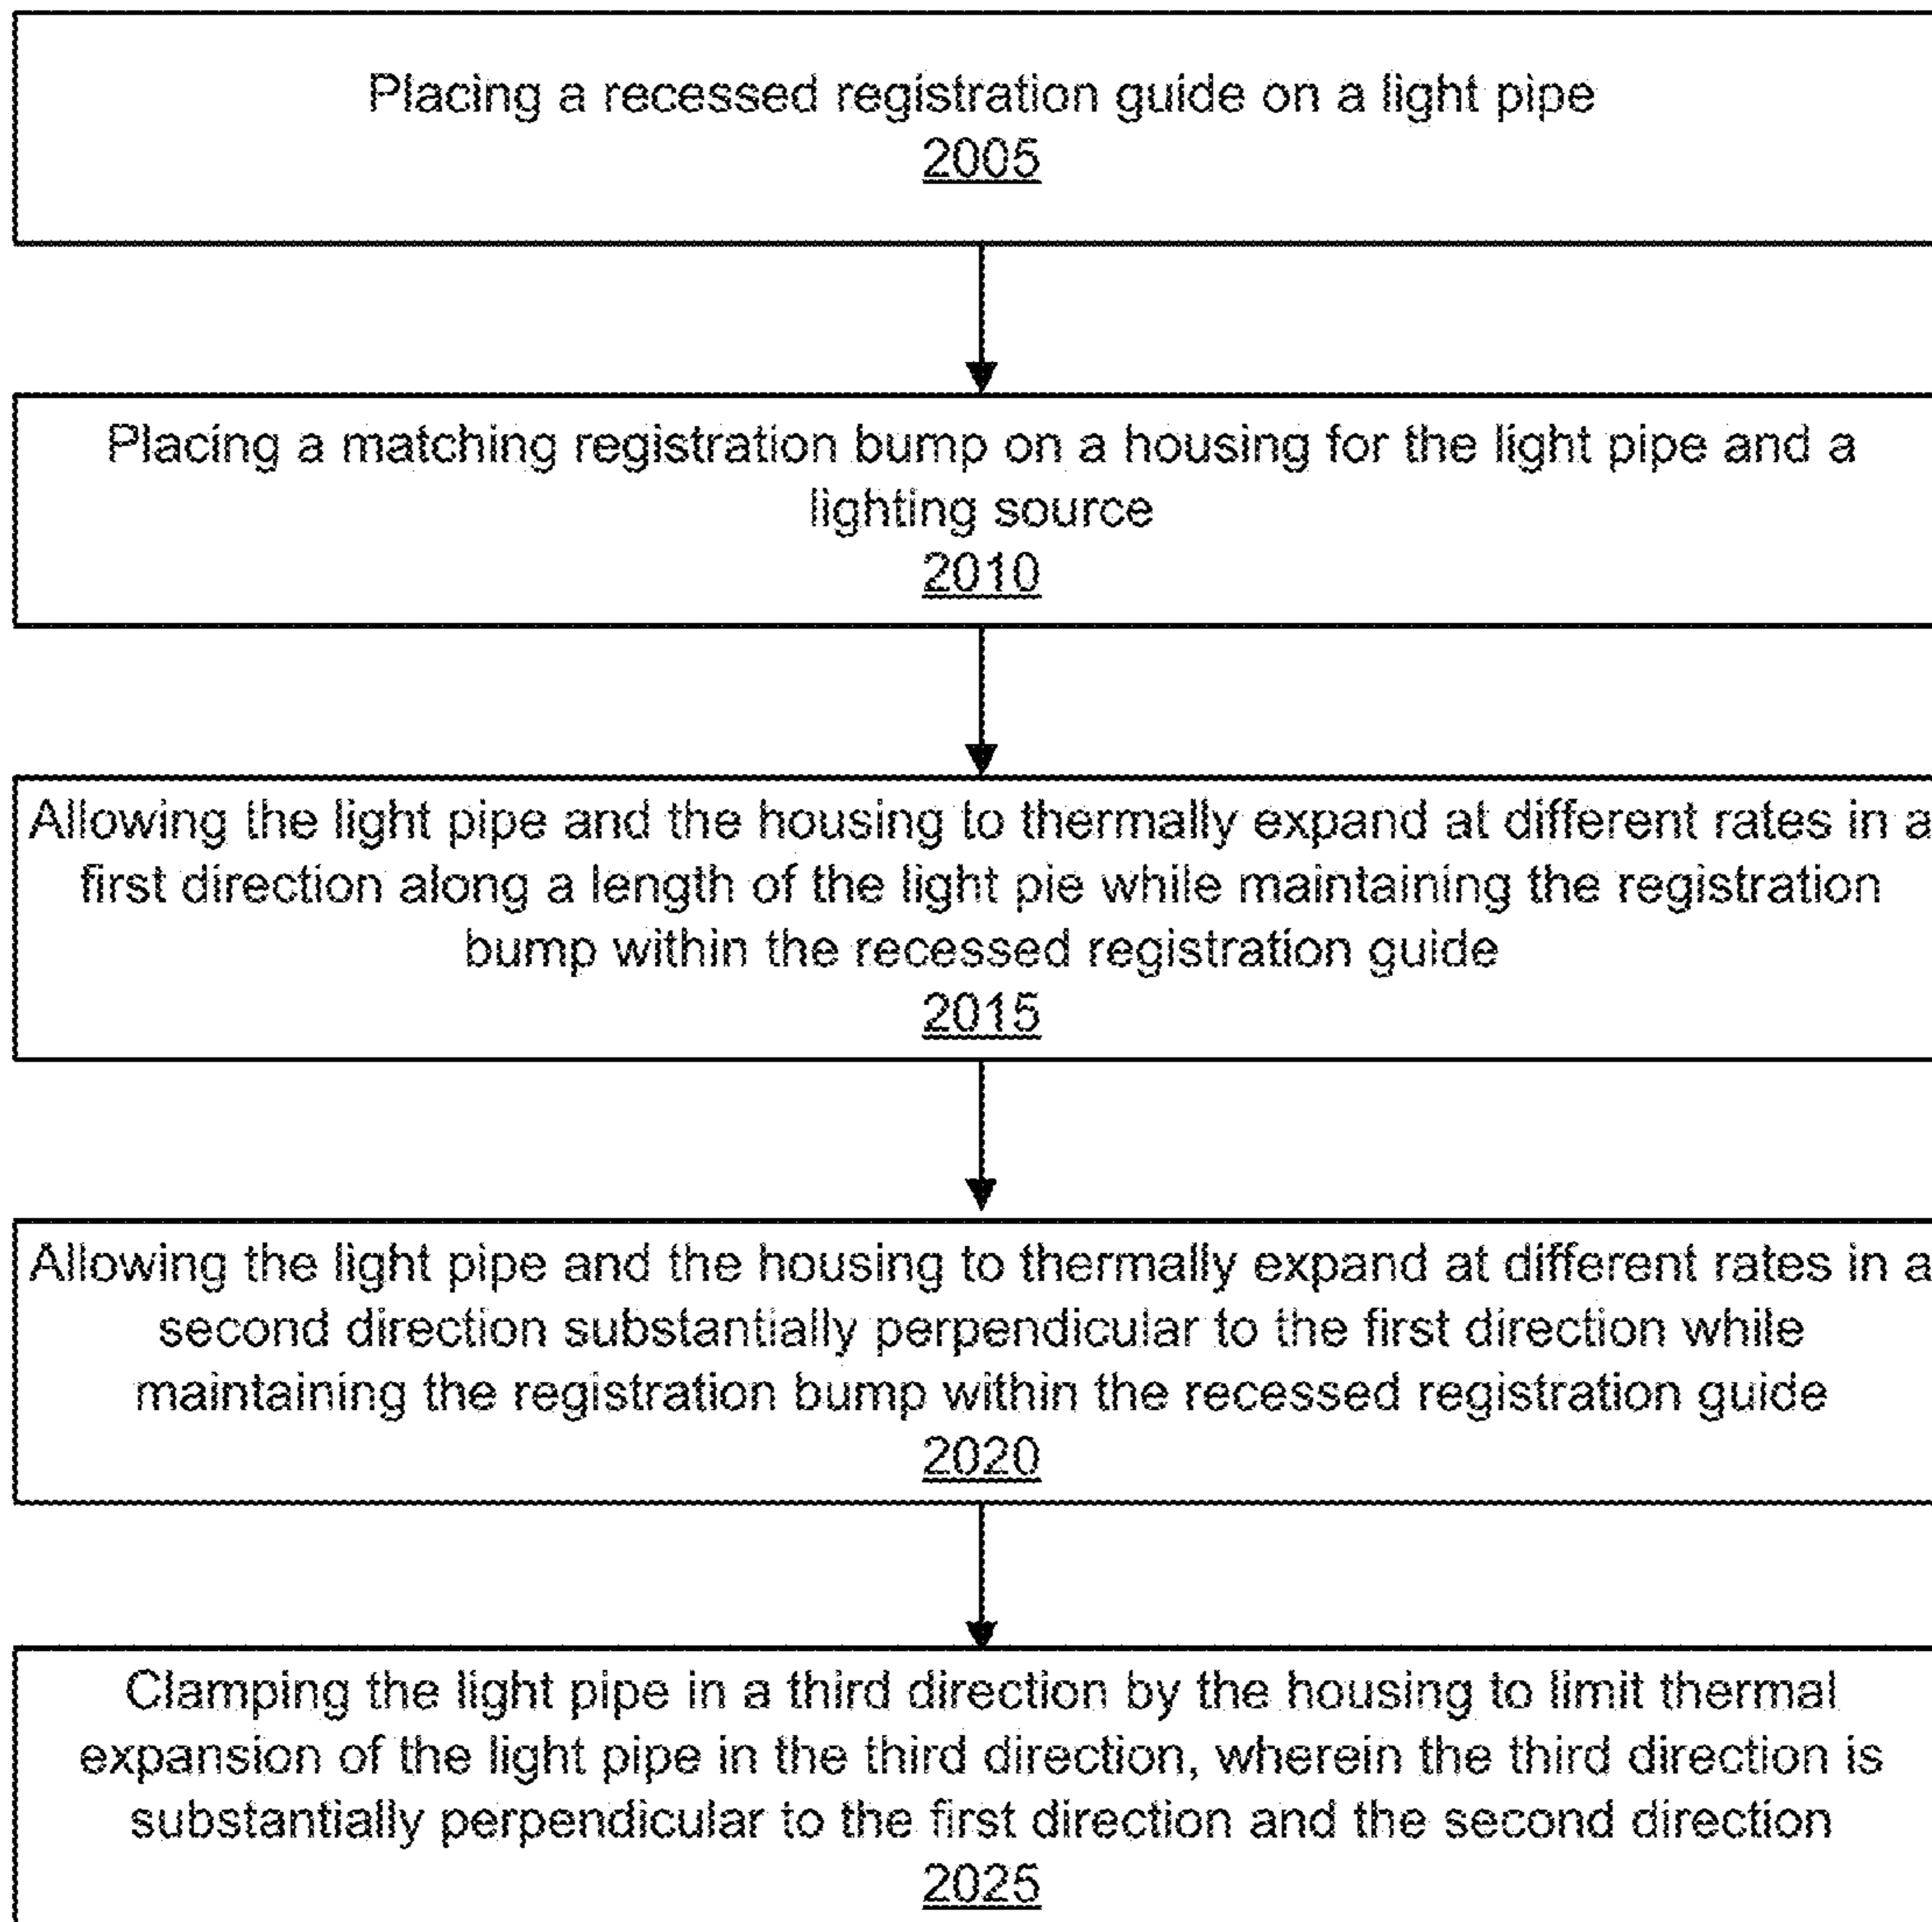 Placing a recessed registration guide on a light pipe
2005
Placing a matching registration bump on a housing for the light pipe and a
lighting source
2010
Allowing the light pipe and the housing to thermally expand at different rates in a
first direction along a length of the light pie while maintaining the registration
bump within the recessed registration guide
2015
Allowing the light pipe and the housing to thermally expand at different rates in a
second direction substantially perpendicular to the first direction while
maintaining the registration bump within the recessed registration guide
2020
Clamping the light pipe in a third direction by the housing to limit thermal
expansion of the light pipe in the third direction, wherein the third direction is
substantially perpendicular to the first direction and the second direction
2025